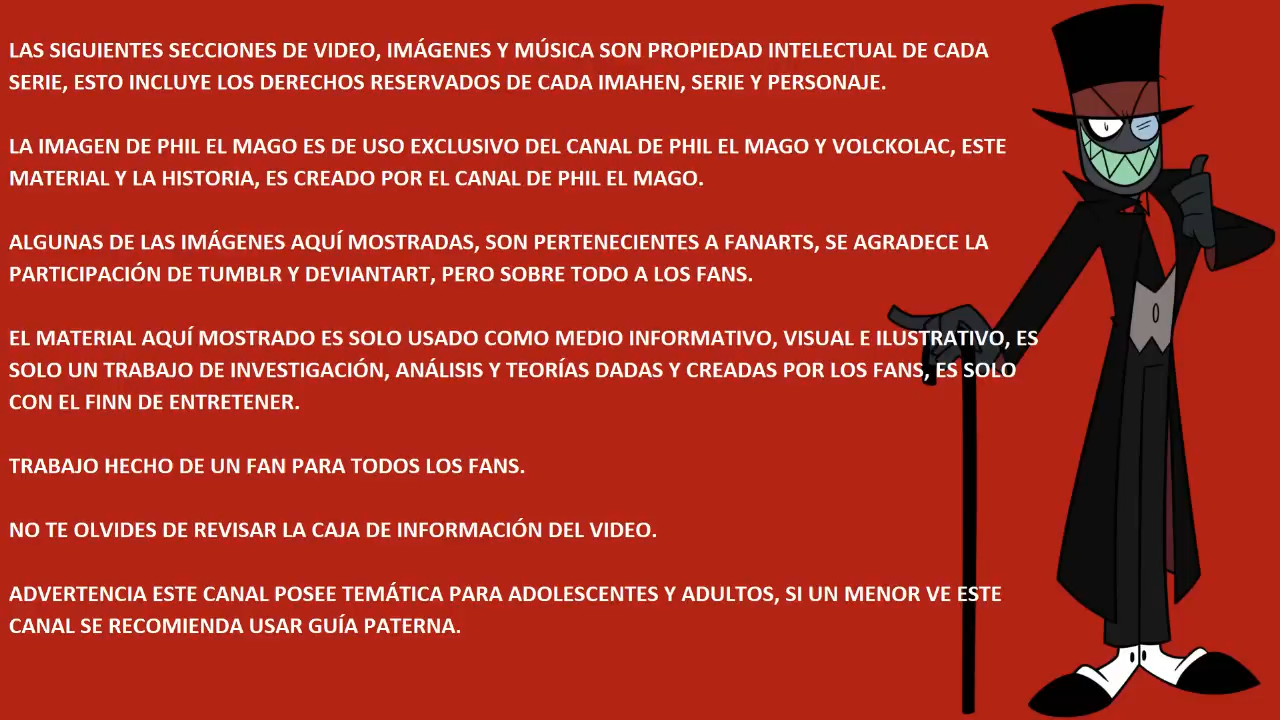 LAS SIGUIENTES SECCIONES DE VIDEO, IMÁGENES Y MÚSICA SON PROPIEDAD INTELECTUAL DE CADA
SERIE, ESTO INCLUYE LOS DERECHOS RESERVADOS DE CADA IMAHEN, SERIE Y PERSONAJE.
LA IMAGEN DE PHIL EL MAGO ES DE USO EXCLUSIVO DEL CANAL DE PHIL EL MAGO Y VOLCKOLAC, ESTE
MATERIAL Y LA HISTORIA, ES CREADO POR EL CANAL DE PHIL EL MAGO.
ALGUNAS DE LAS IMÁGENES AQUÍ MOSTRADAS, SON PERTENECIENTES A FANARTS, SE AGRADECE LA
PARTICIPACIÓN DE TUMBLR Y DEVIANTART, PERO SOBRE TODO A LOS FANS.
EL MATERIAL AQUÍ MOSTRADO ES SOLO USADO COMO MEDIO INFORMATIVO, VISUAL E ILUSTRATIVO, ES
SOLO UN TRABAJO DE INVESTIGACIÓN, ANÁLISIS Y TEORÍAS DADAS Y CREADAS POR LOS FANS, ES SOLO
CON EL FINN DE ENTRETENER.
TRABAJO HECHO DE UN FAN PARA TODOS LOS FANS.
NO TE OLVIDES DE REVISAR LA CAJA DE INFORMACIÓN DEL VIDEO.
ADVERTENCIA ESTE CANAL POSEE TEMÁTICA PARA ADOLESCENTES Y ADULTOS, SI UN MENOR VE ESTE
CANAL SE RECOMIENDA USAR GUÍA PATERNA.